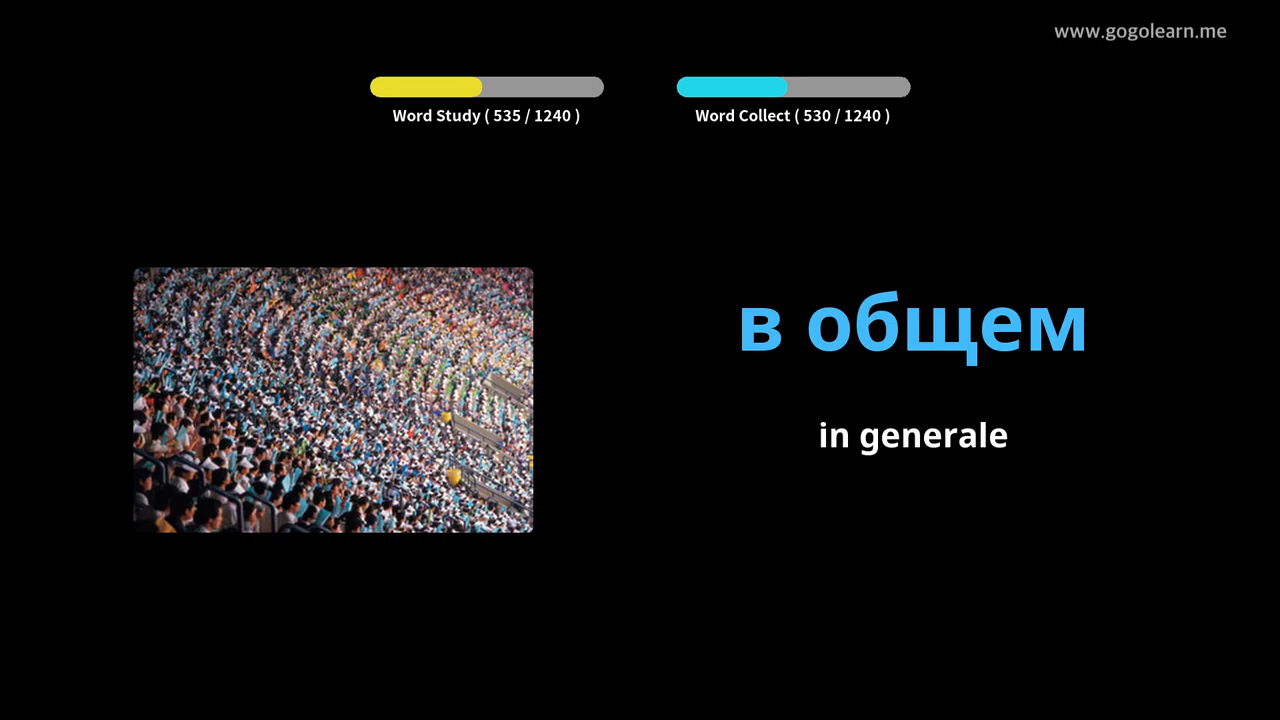 www.gogolearn.me
Word Study ( 535 / 1240 )
Word Collect ( 530 / 1240 )
в общем
in generale